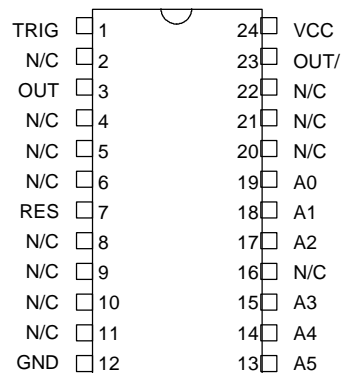 TRIG 1 24 VCC
N/C 2 23 OUT/
OUT 3 22 N/C
N/C 4 21 N/C
N/C 5 20 N/C
N/C 6 19 A0
RES 7 18 A1
N/C 8 17 A2
N/C 9 16 N/C
N/C 10 15 A3
N/C 11 14 A4
GND 12 13 A5